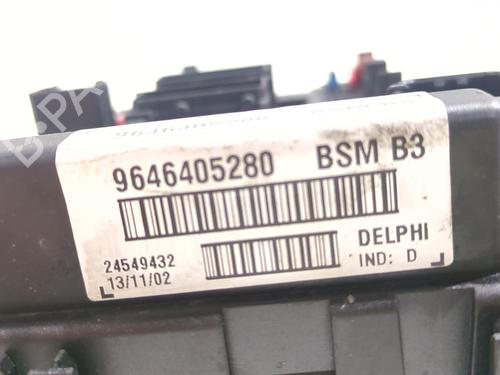 9646405280 BSM B3
24549432
13/11/02
DELPHI
IND: D